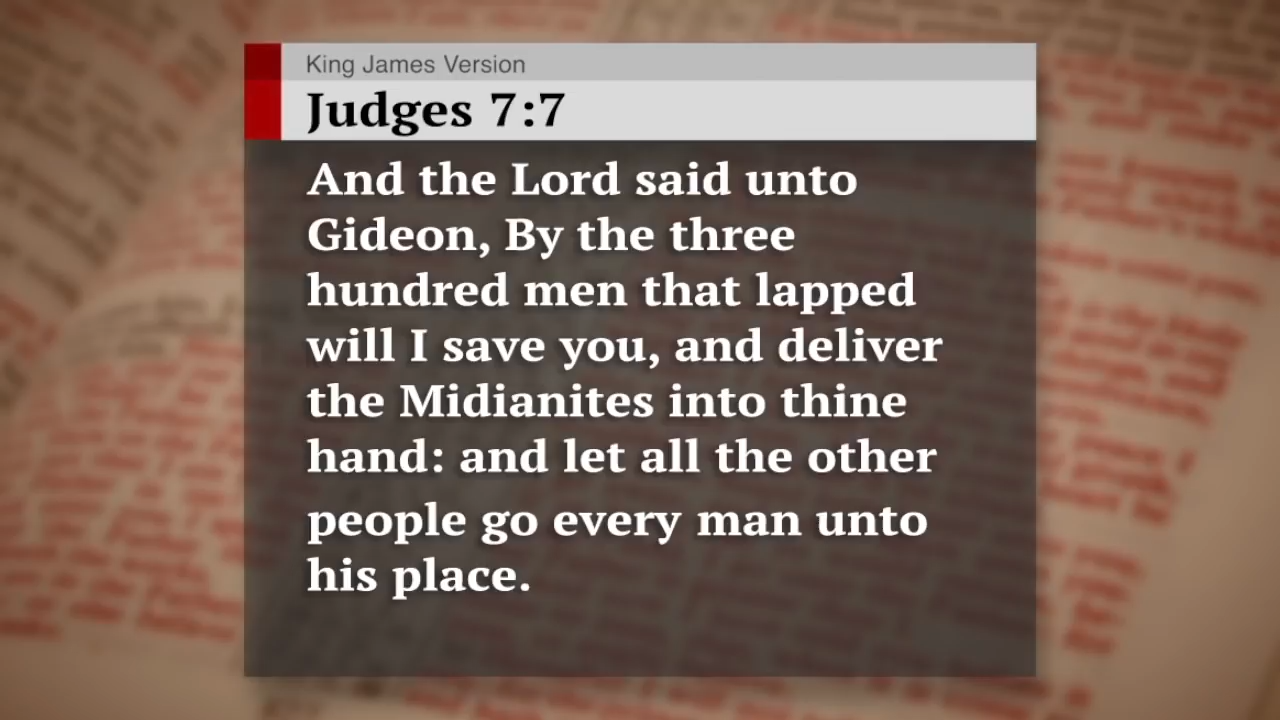 King James Version
Judges 7:7
And the Lord said unto
Gideon, By the three
hundred men that lapped
will I save you, and deliver
the Midianites into thine
hand: and let all the other
people go every man unto
his place.